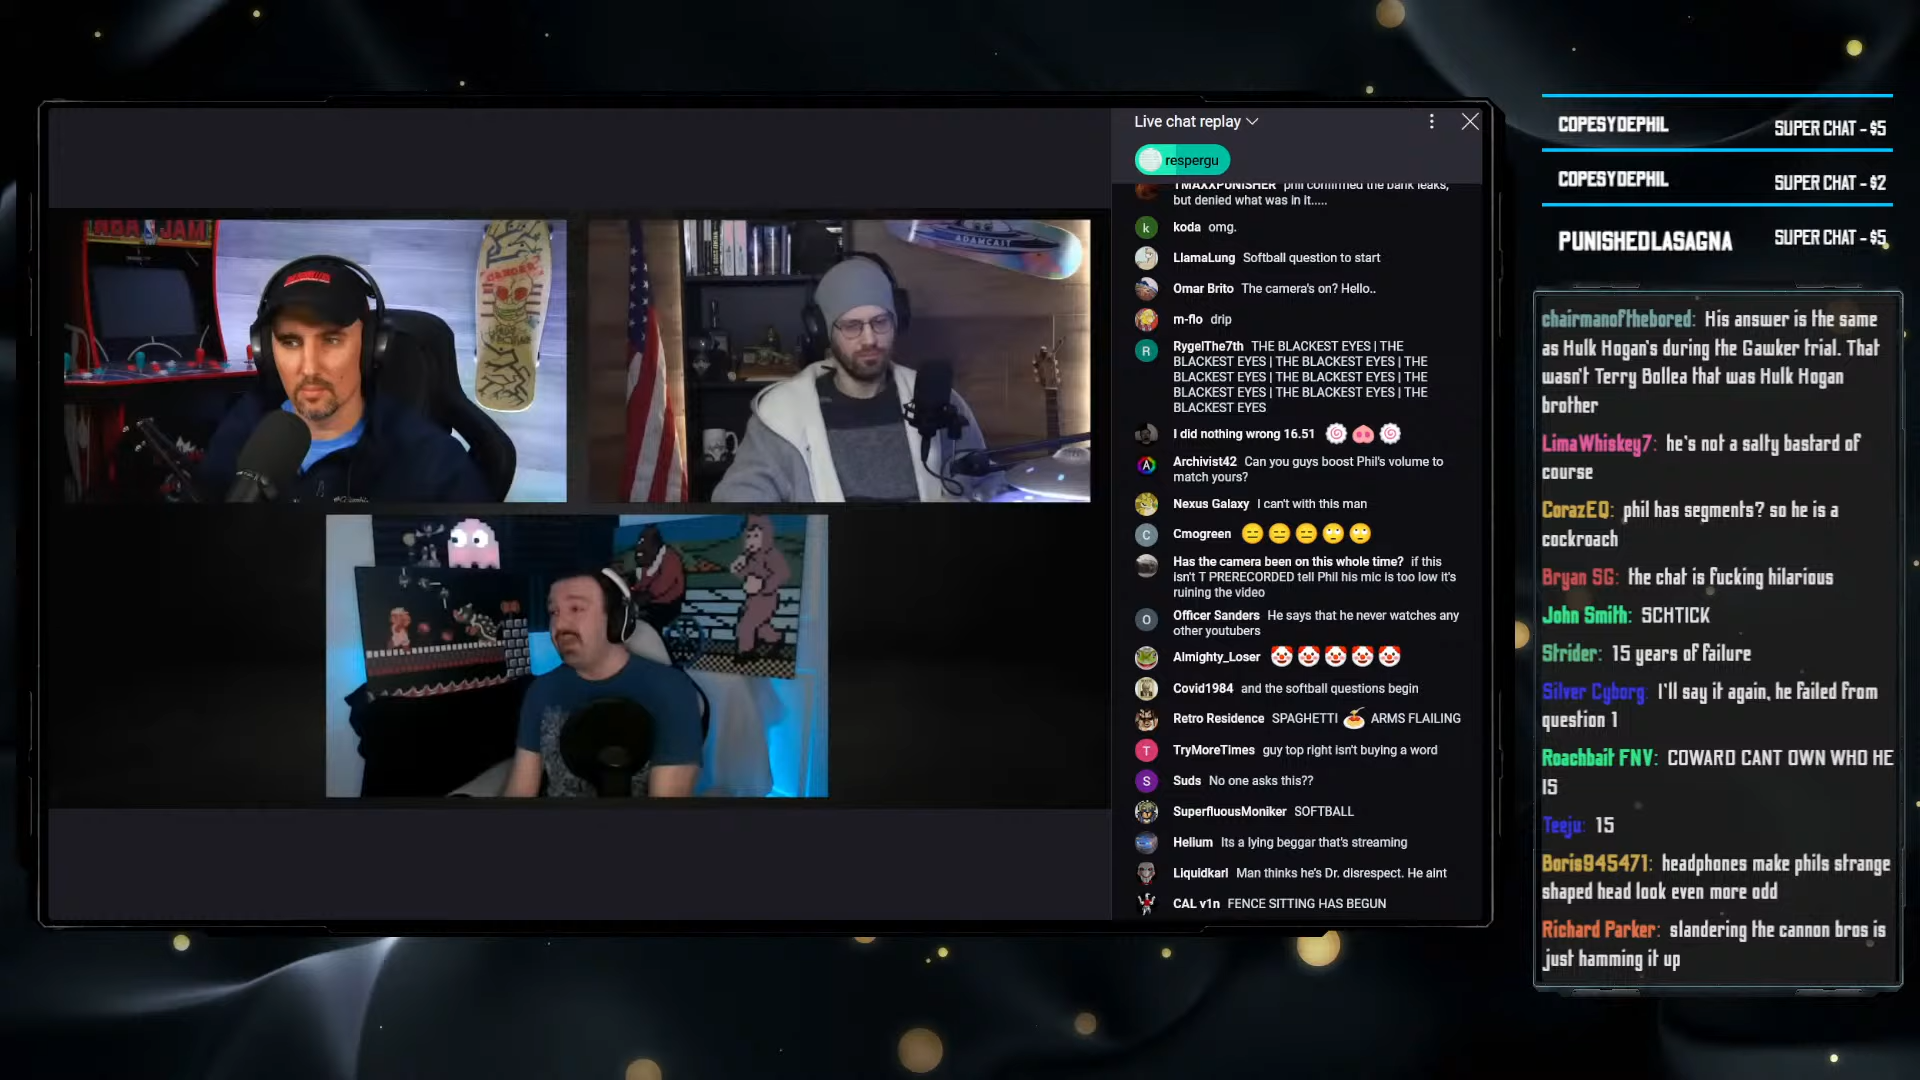 Live chat replay
respergu
TMAXXPUNISHER phil confirmed the bank leaks,
but denied what was in it.....
koda omg.
LlamaLung Softball question to start
Omar Brito The camera's on? Hello..
m-flo drip
RygelThe7th THE BLACKEST EYES | THE
BLACKEST EYES | THE BLACKEST EYES | THE
BLACKEST EYES | THE BLACKEST EYES | THE
BLACKEST EYES | THE BLACKEST EYES | THE
BLACKEST EYES
I did nothing wrong 16.51
Archivist42 Can you guys boost Phil's volume to
match yours?
Nexus Galaxy I can't with this man
Cmogreen
Has the camera been on this whole time? if this
isn't T PRERECORDED tell Phil his mic is too low it's
ruining the video
Officer Sanders He says that he never watches any
other youtubers
Almighty_Loser
Covid1984 and the softball questions begin
Retro Residence SPAGHETTI ARMS FLAILING
TryMoreTimes guy top right isn't buying a word
Suds No one asks this??
SuperfluousMoniker SOFTBALL
Helium Its a lying beggar that's streaming
Liquidkarl Man thinks he's Dr. disrespect. He aint
CAL v1n FENCE SITTING HAS BEGUN
NBA JAM
ADAMCAST
COPESYDEPHIL SUPER CHAT - $5
COPESYDEPHIL SUPER CHAT - $2
PUNISHEDLASAGNA SUPER CHAT - $5
chairmanofthebored: His answer is the same
as Hulk Hogan's during the Gawker trial. That
wasn't Terry Bollea that was Hulk Hogan
brother
LimaWhiskey7: he's not a salty bastard of
course
CorazEQ: phil has segments? so he is a
cockroach
Bryan SG: the chat is fucking hilarious
John Smith: SCHTICK
Strider: 15 years of failure
Silver Cyborg: I'll say it again, he failed from
question 1
Roachbait FNV: COWARD CANT OWN WHO HE
IS
Teeju: 15
Boris945471: headphones make phils strange
shaped head look even more odd
Richard Parker: slandering the cannon bros is
just hamming it up